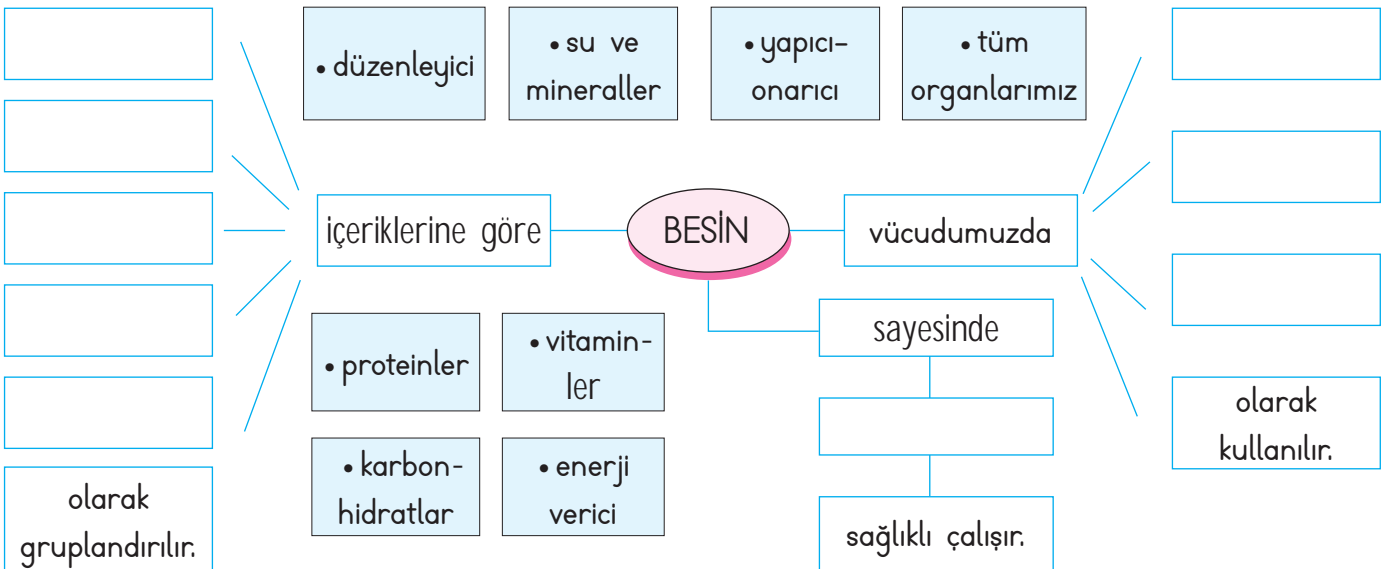 • düzenleyici
• su ve
mineraller
• yapıcı-
onarıcı
• tüm
organlarımız
içeriklerine göre
BESİN
vücudumuzda
sayesinde
• proteinler
• vitamin-
ler
• karbon-
hidratlar
• enerji
verici
olarak
kullanılır.
olarak
gruplandırılır.
sağlıklı çalışır.